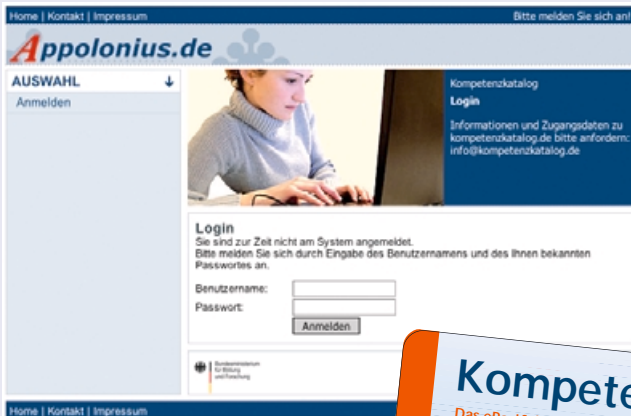 Home | Kontakt | Impressum
Bitte melden Sie sich an!
Appolonius.de
AUSWAHL
Anmelden
Kompetenzkatalog
Login
Informationen und Zugangsdaten zu
kompetenzkatalog.de bitte anfordern:
info@kompetenzkatalog.de
Login
Sie sind zur Zeit nicht am System angemeldet.
Bitte melden Sie sich durch Eingabe des Benutzernamens und des Ihnen bekannten
Passwortes an.
Benutzername:
Passwort:
Anmelden
Bundesministerium
für Bildung
und Forschung
Home | Kontakt | Impressum
Kompete
Das